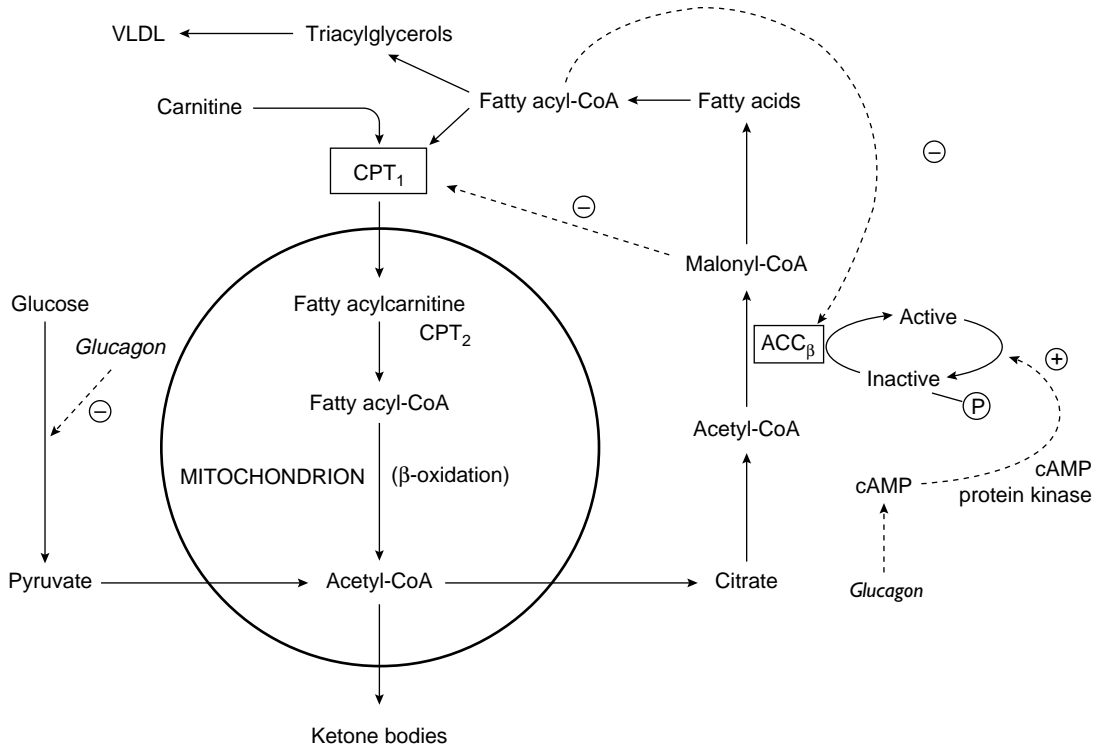 VLDL
Triacylglycerols
Carnitine
Fatty acyl-CoA
Fatty acids
CPT₁
−
−
Malonyl-CoA
Glucose
Fatty acylcarnitine
CPT₂
Active
ACCβ
Glucagon
−
+
Inactive
P
Fatty acyl-CoA
Acetyl-CoA
MITOCHONDRION
(β-oxidation)
cAMP
cAMP
protein kinase
Pyruvate
Acetyl-CoA
Citrate
Glucagon
Ketone bodies